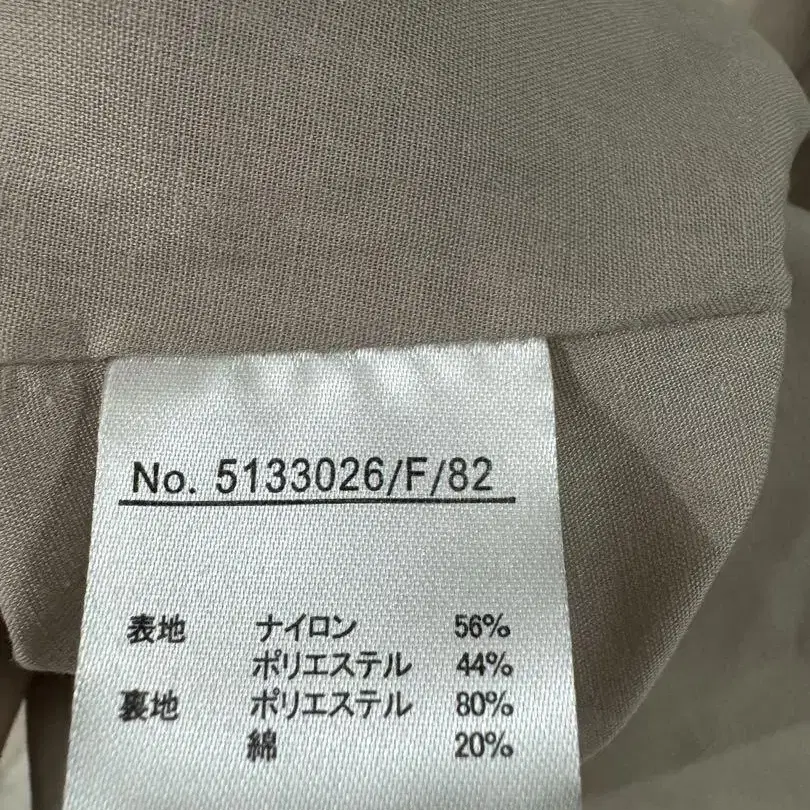 No. 5133026/F/82
表地 ナイロン 56%
ポリエステル 44%
裏地 ポリエステル 80%
綿 20%